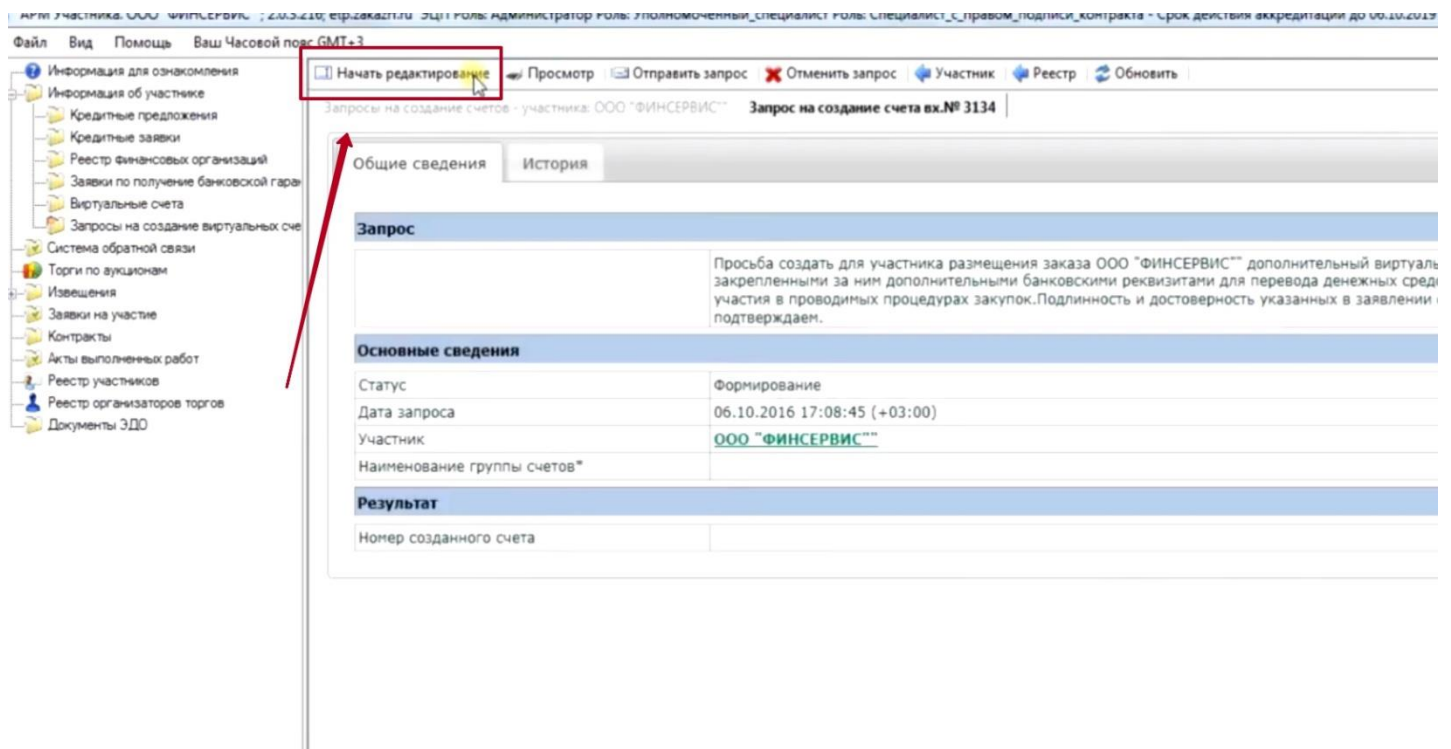 АРМ Участника: ООО "ФИНСЕРВИС""; 2.0.3.216; etp.zakazrf.ru ЭЦП Роль: Администратор Роль: Уполномоченный_специалист Роль: Специалист_с_правом_подписи_контракта - Срок действия аккредитации до 06.10.2019
Файл Вид Помощь Ваш Часовой пояс GMT+3
Начать редактирование Просмотр Отправить запрос Отменить запрос Участник Реестр Обновить
Запросы на создание счетов - участника: ООО "ФИНСЕРВИС"" Запрос на создание счета вх.№ 3134
Информация для ознакомления
Информация об участнике
Кредитные предложения
Кредитные заявки
Реестр финансовых организаций
Заявки по получение банковской гаран
Виртуальные счета
Запросы на создание виртуальных сче
Система обратной связи
Торги по аукционам
Извещения
Заявки на участие
Контракты
Акты выполненных работ
Реестр участников
Реестр организаторов торгов
Документы ЭДО
Общие сведения История
Запрос
Просьба создать для участника размещения заказа ООО "ФИНСЕРВИС"" дополнительный виртуаль
закрепленными за ним дополнительными банковскими реквизитами для перевода денежных сред
участия в проводимых процедурах закупок.Подлинность и достоверность указанных в заявлении
подтверждаем.
Основные сведения
Статус Формирование
Дата запроса 06.10.2016 17:08:45 (+03:00)
Участник ООО "ФИНСЕРВИС""
Наименование группы счетов*
Результат
Номер созданного счета